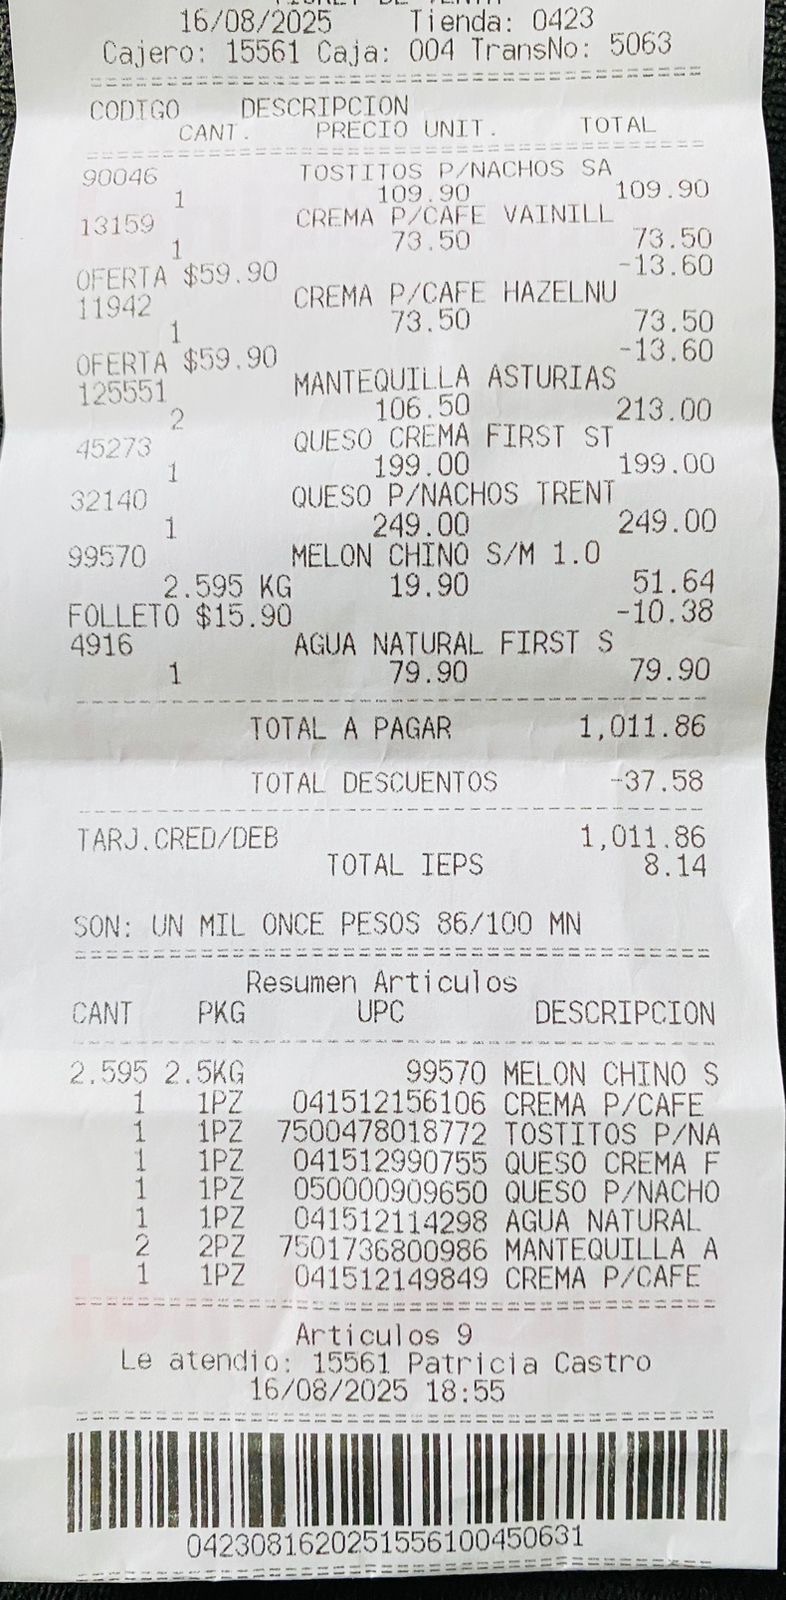 TICKET DE VENTA
16/08/2025 Tienda: 0423
Cajero: 15561 Caja: 004 TransNo: 5063
CODIGO DESCRIPCION
CANT. PRECIO UNIT. TOTAL
90046 TOSTITOS P/NACHOS SA
1 109.90 109.90
13159 CREMA P/CAFE VAINILL
1 73.50 73.50
OFERTA $59.90 -13.60
11942 CREMA P/CAFE HAZELNU
1 73.50 73.50
OFERTA $59.90 -13.60
125551 MANTEQUILLA ASTURIAS
2 106.50 213.00
45273 QUESO CREMA FIRST ST
1 199.00 199.00
32140 QUESO P/NACHOS TRENT
1 249.00 249.00
99570 MELON CHINO S/M 1.0
2.595 KG 19.90 51.64
FOLLETO $15.90 -10.38
4916 AGUA NATURAL FIRST S
1 79.90 79.90
TOTAL A PAGAR 1,011.86
TOTAL DESCUENTOS -37.58
TARJ.CRED/DEB 1,011.86
TOTAL IEPS 8.14
SON: UN MIL ONCE PESOS 86/100 MN
Resumen Articulos
CANT PKG UPC DESCRIPCION
2.595 2.5KG 99570 MELON CHINO S
1 1PZ 041512156106 CREMA P/CAFE
1 1PZ 7500478018772 TOSTITOS P/NA
1 1PZ 041512990755 QUESO CREMA F
1 1PZ 050000909650 QUESO P/NACHO
1 1PZ 041512114298 AGUA NATURAL
2 2PZ 7501736800986 MANTEQUILLA A
1 1PZ 041512149849 CREMA P/CAFE
Articulos 9
Le atendio: 15561 Patricia Castro
16/08/2025 18:55
0423081620251556100450631